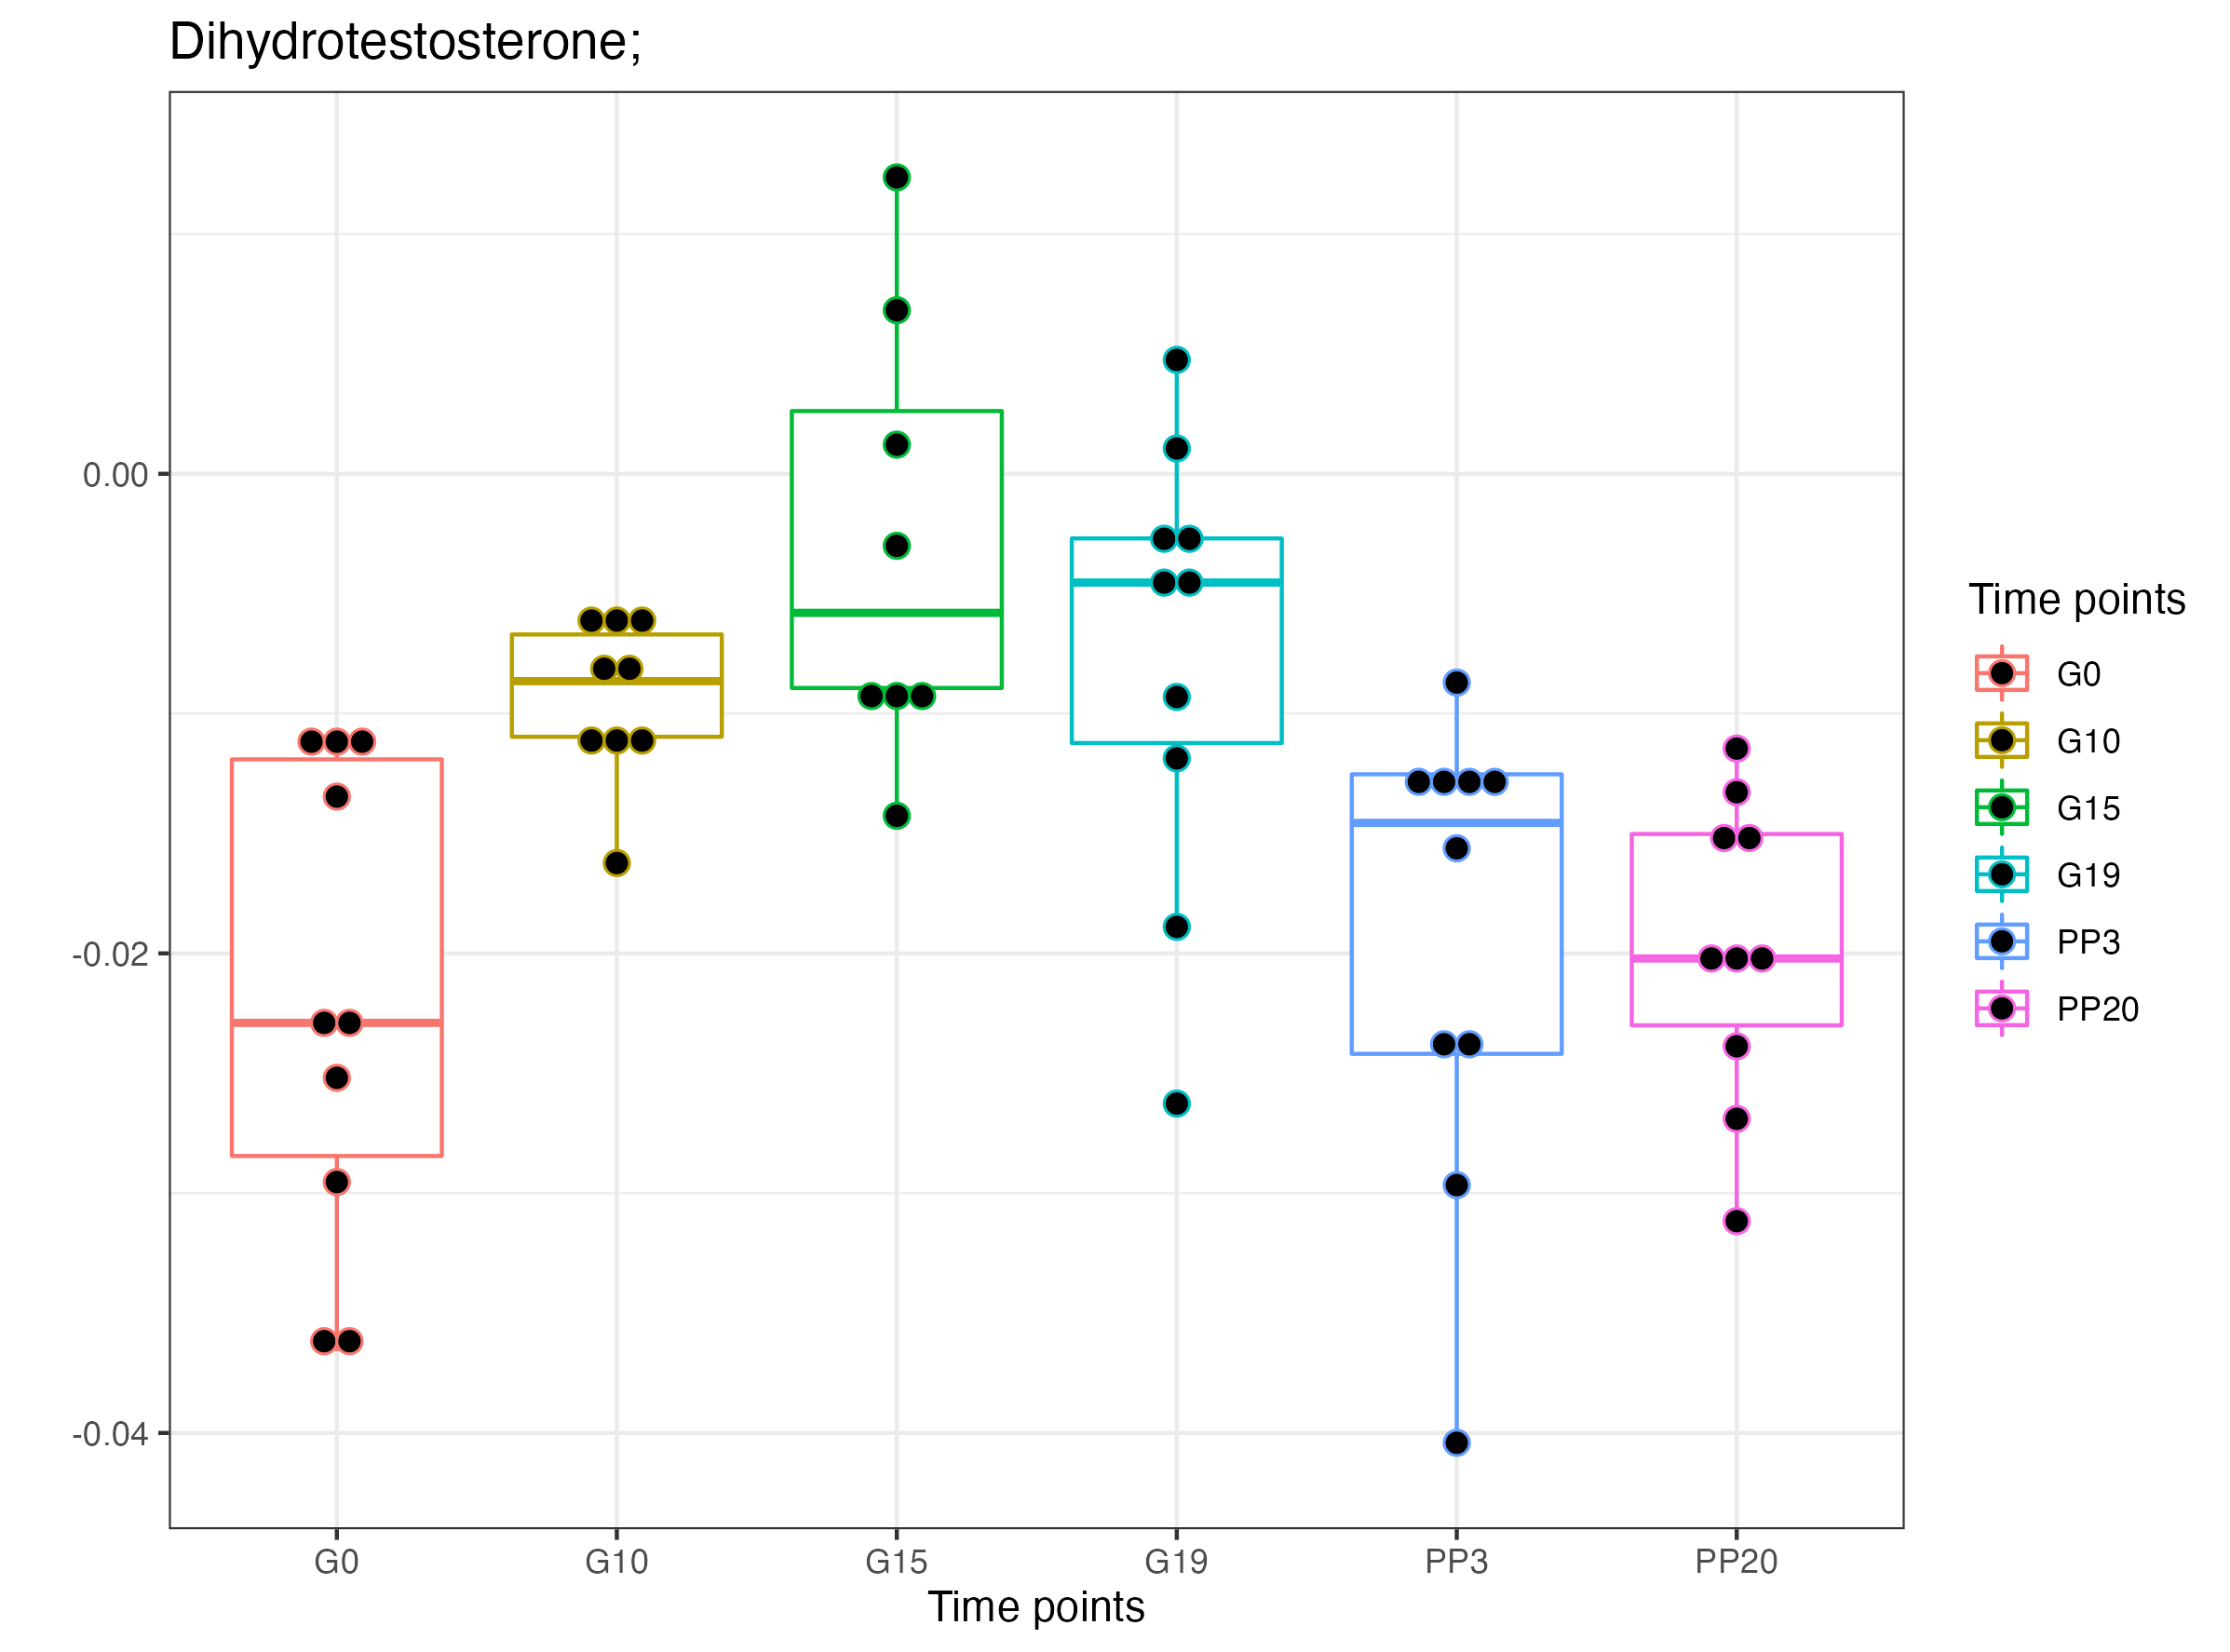 Dihydrotestosterone;
0.00
-0.02
-0.04
G0 G10 G15 G19 PP3 PP20
Time points
Time points
G0
G10
G15
G19
PP3
PP20